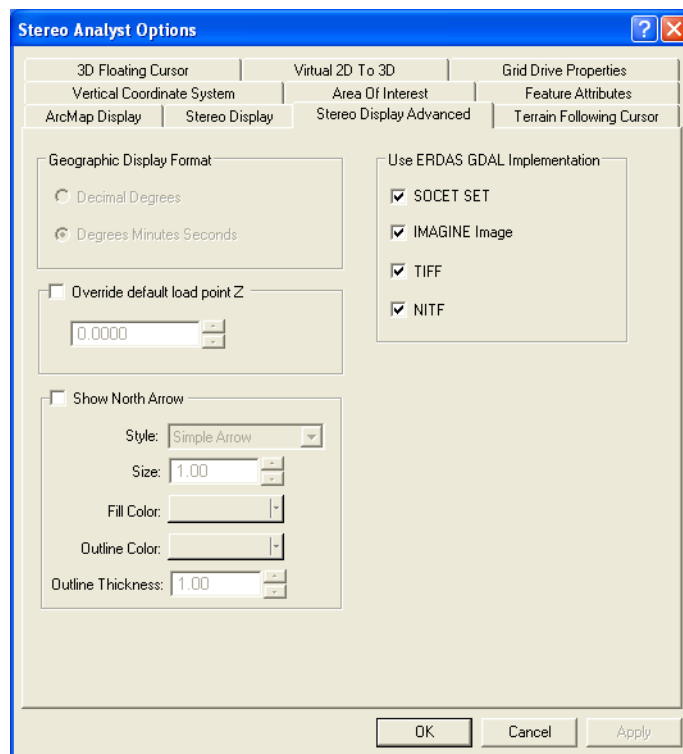 Stereo Analyst Options
3D Floating Cursor
Virtual 2D To 3D
Grid Drive Properties
Vertical Coordinate System
Area Of Interest
Feature Attributes
ArcMap Display
Stereo Display
Stereo Display Advanced
Terrain Following Cursor
Geographic Display Format
Decimal Degrees
Degrees Minutes Seconds
Override default load point Z
0.0000
Show North Arrow
Style: Simple Arrow
Size: 1.00
Fill Color:
Outline Color:
Outline Thickness: 1.00
Use ERDAS GDAL Implementation
SOCET SET
IMAGINE Image
TIFF
NITF
OK
Cancel
Apply